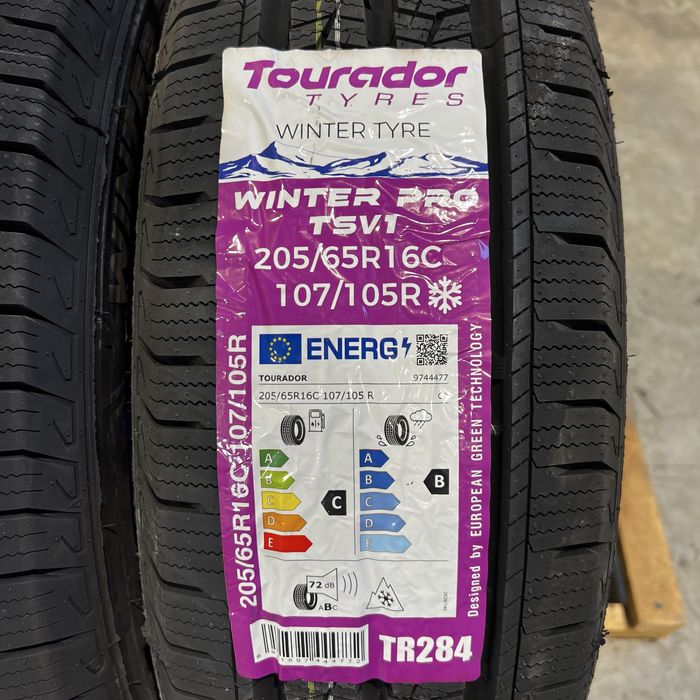 Tourador
TYRES
WINTER TYRE
WINTER PRO
TSV1
205/65R16C
107/105R
ENERG
TOURADOR 9744477
205/65R16C 107/105 R
A
B
C
D
E
C
A
B
C
D
E
B
72 dB
ABC
TR284
205/65R16C 107/105R
Designed by EUROPEAN GREEN TECHNOLOGY